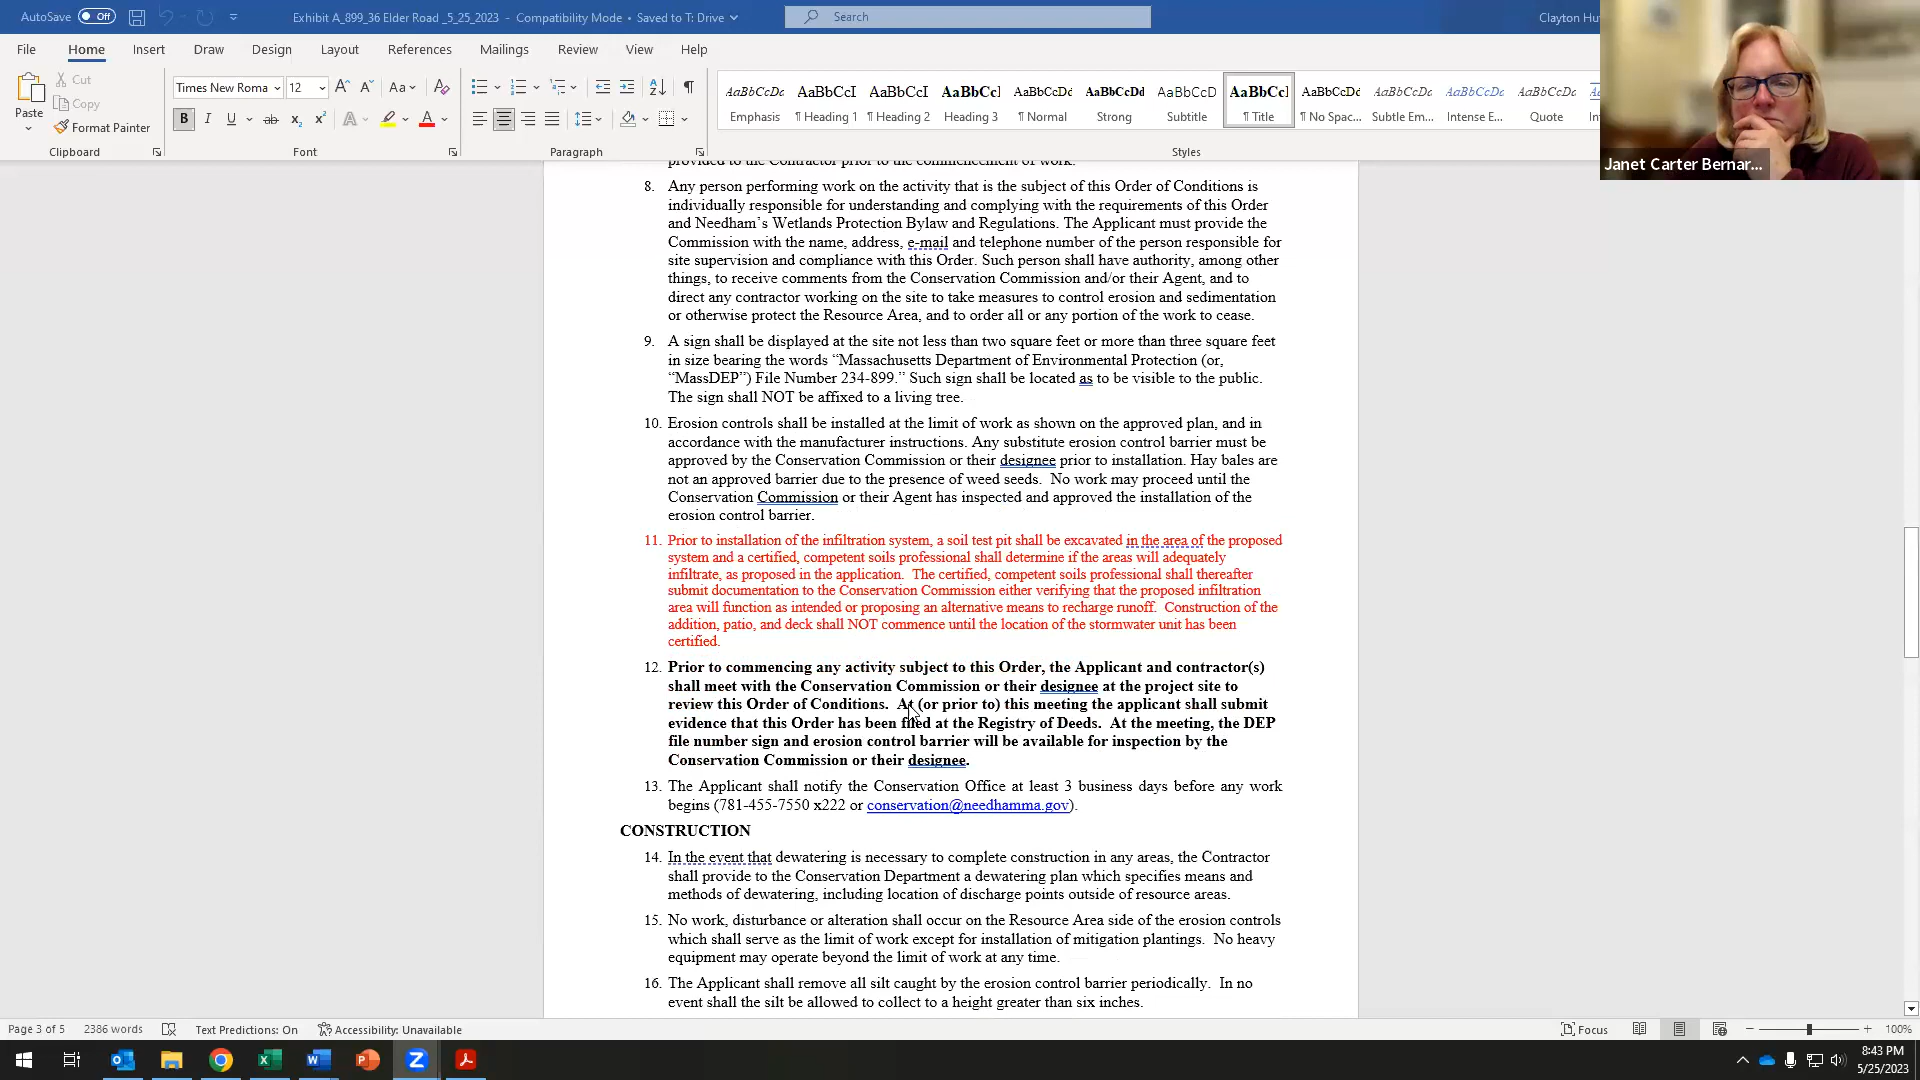 AutoSave Off Exhibit A_899_36 Elder Road _5_25_2023 - Compatibility Mode • Saved to T: Drive Search
File Home Insert Draw Design Layout References Mailings Review View Help
Paste Cut Copy Format Painter
Times New Roma 12
AaBbCcDc AaBbCcI AaBbCcI AaBbCcl AaBbCcDd AaBbCcDd AaBbCcD AaBbCcl AaBbCcDd AaBbCcDc AaBbCcDc AaBbCcDc
Emphasis ¶ Heading 1 ¶ Heading 2 Heading 3 ¶ Normal Strong Subtitle ¶ Title ¶ No Spac... Subtle Em... Intense E... Quote
Clipboard Font Paragraph Styles
Janet Carter Bernar...
provided to the Contractor prior to the commencement of work.
8. Any person performing work on the activity that is the subject of this Order of Conditions is
individually responsible for understanding and complying with the requirements of this Order
and Needham's Wetlands Protection Bylaw and Regulations. The Applicant must provide the
Commission with the name, address, e-mail and telephone number of the person responsible for
site supervision and compliance with this Order. Such person shall have authority, among other
things, to receive comments from the Conservation Commission and/or their Agent, and to
direct any contractor working on the site to take measures to control erosion and sedimentation
or otherwise protect the Resource Area, and to order all or any portion of the work to cease.
9. A sign shall be displayed at the site not less than two square feet or more than three square feet
in size bearing the words “Massachusetts Department of Environmental Protection (or,
“MassDEP”) File Number 234-899.” Such sign shall be located as to be visible to the public.
The sign shall NOT be affixed to a living tree.
10. Erosion controls shall be installed at the limit of work as shown on the approved plan, and in
accordance with the manufacturer instructions. Any substitute erosion control barrier must be
approved by the Conservation Commission or their designee prior to installation. Hay bales are
not an approved barrier due to the presence of weed seeds. No work may proceed until the
Conservation Commission or their Agent has inspected and approved the installation of the
erosion control barrier.
11. Prior to installation of the infiltration system, a soil test pit shall be excavated in the area of the proposed
system and a certified, competent soils professional shall determine if the areas will adequately
infiltrate, as proposed in the application. The certified, competent soils professional shall thereafter
submit documentation to the Conservation Commission either verifying that the proposed infiltration
area will function as intended or proposing an alternative means to recharge runoff. Construction of the
addition, patio, and deck shall NOT commence until the location of the stormwater unit has been
certified.
12. Prior to commencing any activity subject to this Order, the Applicant and contractor(s)
shall meet with the Conservation Commission or their designee at the project site to
review this Order of Conditions. At (or prior to) this meeting the applicant shall submit
evidence that this Order has been filed at the Registry of Deeds. At the meeting, the DEP
file number sign and erosion control barrier will be available for inspection by the
Conservation Commission or their designee.
13. The Applicant shall notify the Conservation Office at least 3 business days before any work
begins (781-455-7550 x222 or conservation@needhamma.gov).
CONSTRUCTION
14. In the event that dewatering is necessary to complete construction in any areas, the Contractor
shall provide to the Conservation Department a dewatering plan which specifies means and
methods of dewatering, including location of discharge points outside of resource areas.
15. No work, disturbance or alteration shall occur on the Resource Area side of the erosion controls
which shall serve as the limit of work except for installation of mitigation plantings. No heavy
equipment may operate beyond the limit of work at any time.
16. The Applicant shall remove all silt caught by the erosion control barrier periodically. In no
event shall the silt be allowed to collect to a height greater than six inches.
Page 3 of 5 2386 words Text Predictions: On Accessibility: Unavailable Focus 100%
8:43 PM
5/25/2023